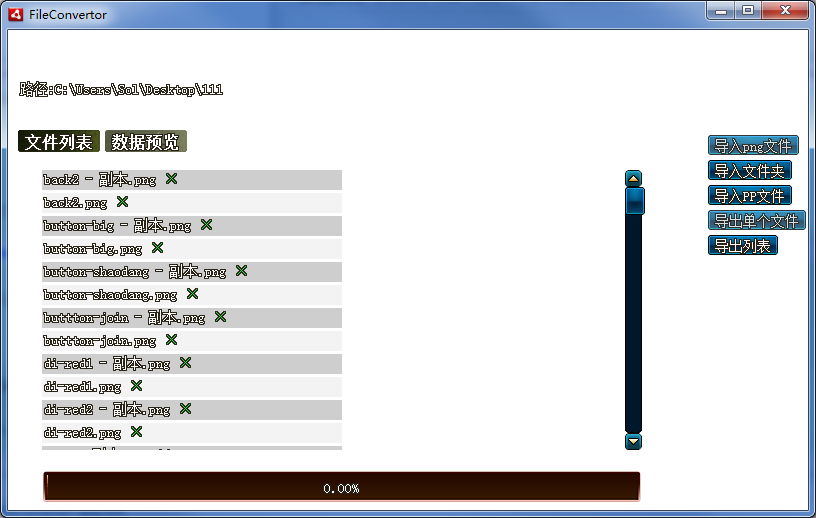 FileConvertor
路径:C:\Users\Sol\Desktop\111
文件列表 数据预览
导入png文件
导入文件夹
导入PP文件
导出单个文件
导出列表
back2 - 副本.png
back2.png
button-big - 副本.png
button-big.png
button-shaodang - 副本.png
button-shaodang.png
buttton-join - 副本.png
buttton-join.png
di-red1 - 副本.png
di-red1.png
di-red2 - 副本.png
di-red2.png
0.00%